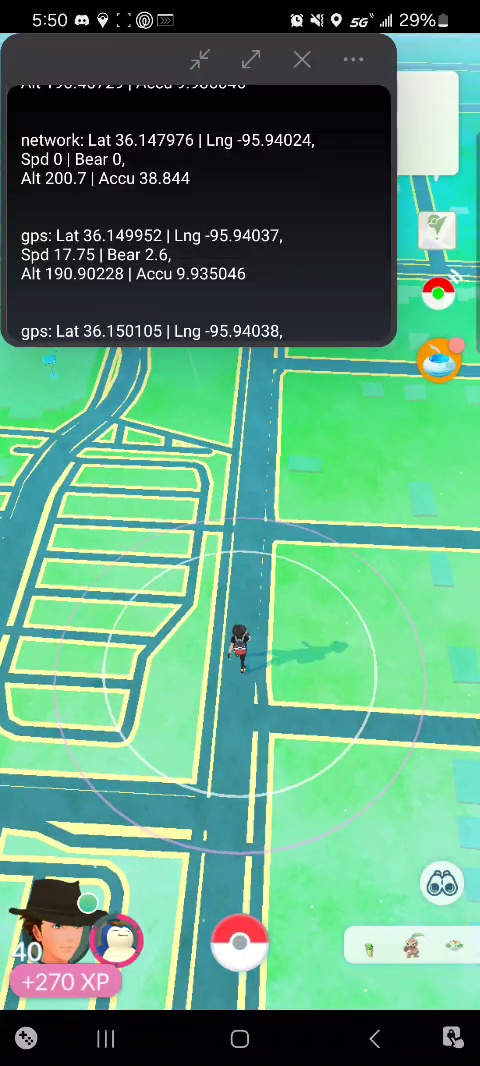 5:50
5G
29%
network: Lat 36.147976 | Lng -95.94024,
Spd 0 | Bear 0,
Alt 200.7 | Accu 38.844
gps: Lat 36.149952 | Lng -95.94037,
Spd 17.75 | Bear 2.6,
Alt 190.90228 | Accu 9.935046
gps: Lat 36.150105 | Lng -95.94038,
40
+270 XP